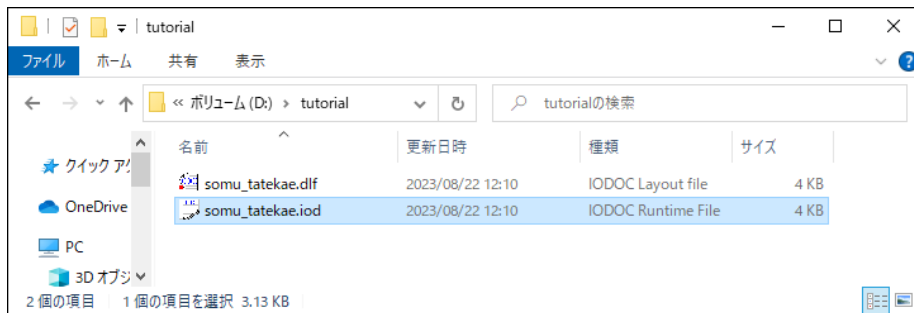 tutorial
ファイル ホーム 共有 表示
« ボリューム (D:) › tutorial tutorialの検索
名前 更新日時 種類 サイズ
クイック アク
somu_tatekae.dlf 2023/08/22 12:10 IODOC Layout file 4 KB
OneDrive
somu_tatekae.iod 2023/08/22 12:10 IODOC Runtime File 4 KB
PC
3D オブジ
2 個の項目 1 個の項目を選択 3.13 KB